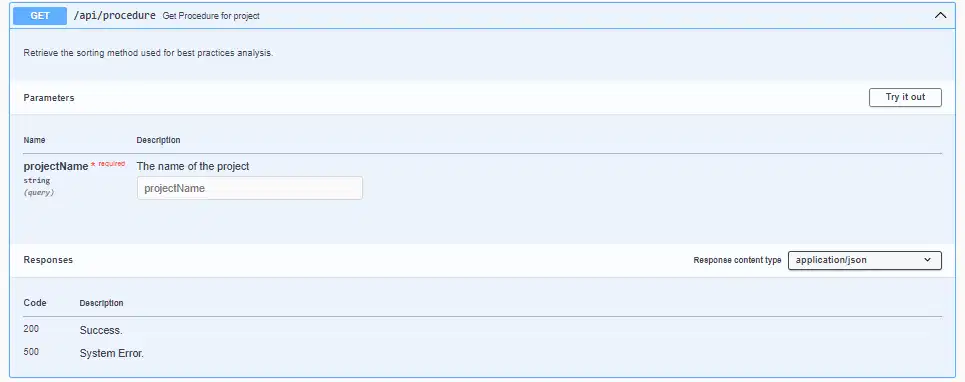 GET /api/procedure Get Procedure for project
Retrieve the sorting method used for best practices analysis.
Parameters Try it out
Name Description
projectName * required The name of the project
string projectName
(query)
Responses Response content type application/json
Code Description
200 Success.
500 System Error.